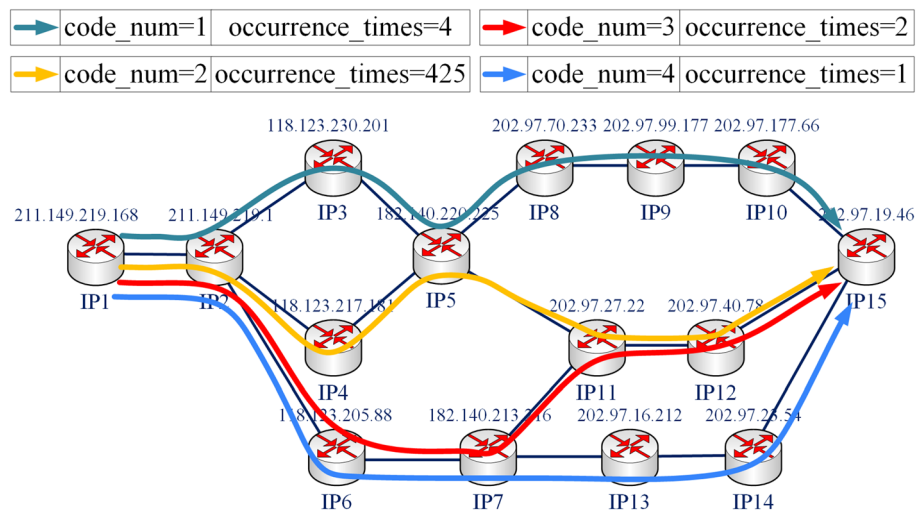 code_num=1 occurrence_times=4 code_num=3 occurrence_times=2
code_num=2 occurrence_times=425 code_num=4 occurrence_times=1
118.123.230.201 202.97.70.233 202.97.99.177 202.97.177.66
IP3 IP8 IP9 IP10
211.149.219.168 211.149.219.1 182.140.220.225 202.97.19.46
IP1 IP2 IP5 IP15
118.123.217.181 202.97.27.22 202.97.40.78
IP4 IP11 IP12
118.123.205.88 182.140.213.216 202.97.16.212 202.97.23.54
IP6 IP7 IP13 IP14